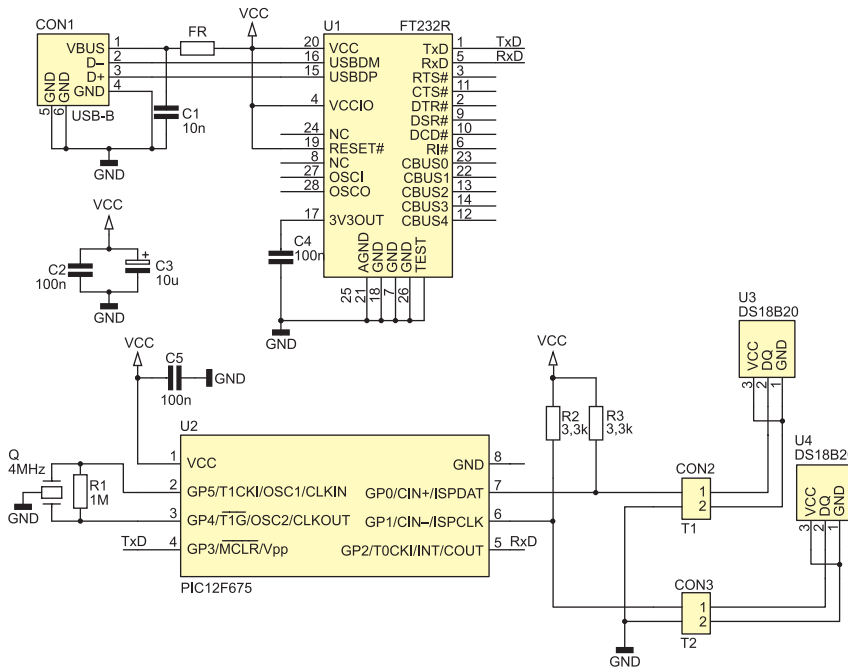 CON1
VBUS 1
D– 2
D+ 3
GND 4
GND 5
GND 6
USB-B
FR
VCC
C1
10n
GND
U1 FT232R
20 VCC
16 USBDM
15 USBDP
4 VCCIO
24 NC
19 RESET#
8 NC
27 OSCI
28 OSCO
17 3V3OUT
TxD 1 TxD
RxD 5 RxD
RTS# 3
CTS# 11
DTR# 2
DSR# 9
DCD# 10
RI# 6
CBUS0 23
CBUS1 22
CBUS2 13
CBUS3 14
CBUS4 12
AGND
GND
GND
GND
TEST
25
21
18
7
26
C4
100n
GND
VCC
C2
100n
C3
10u
+
GND
VCC
C5
100n
GND
U2
1 VCC
2 GP5/T1CKI/OSC1/CLKIN
3 GP4/T1G/OSC2/CLKOUT
TxD 4 GP3/MCLR/Vpp
GND 8
GP0/CIN+/ISPDAT 7
GP1/CIN–/ISPCLK 6
GP2/T0CKI/INT/COUT 5 RxD
PIC12F675
Q
4MHz
R1
1M
GND
VCC
R2
3,3k
R3
3,3k
U3
DS18B20
VCC
DQ
GND
3
2
1
U4
DS18B20
VCC
DQ
GND
3
2
1
CON2
1
2
T1
CON3
1
2
T2
GND